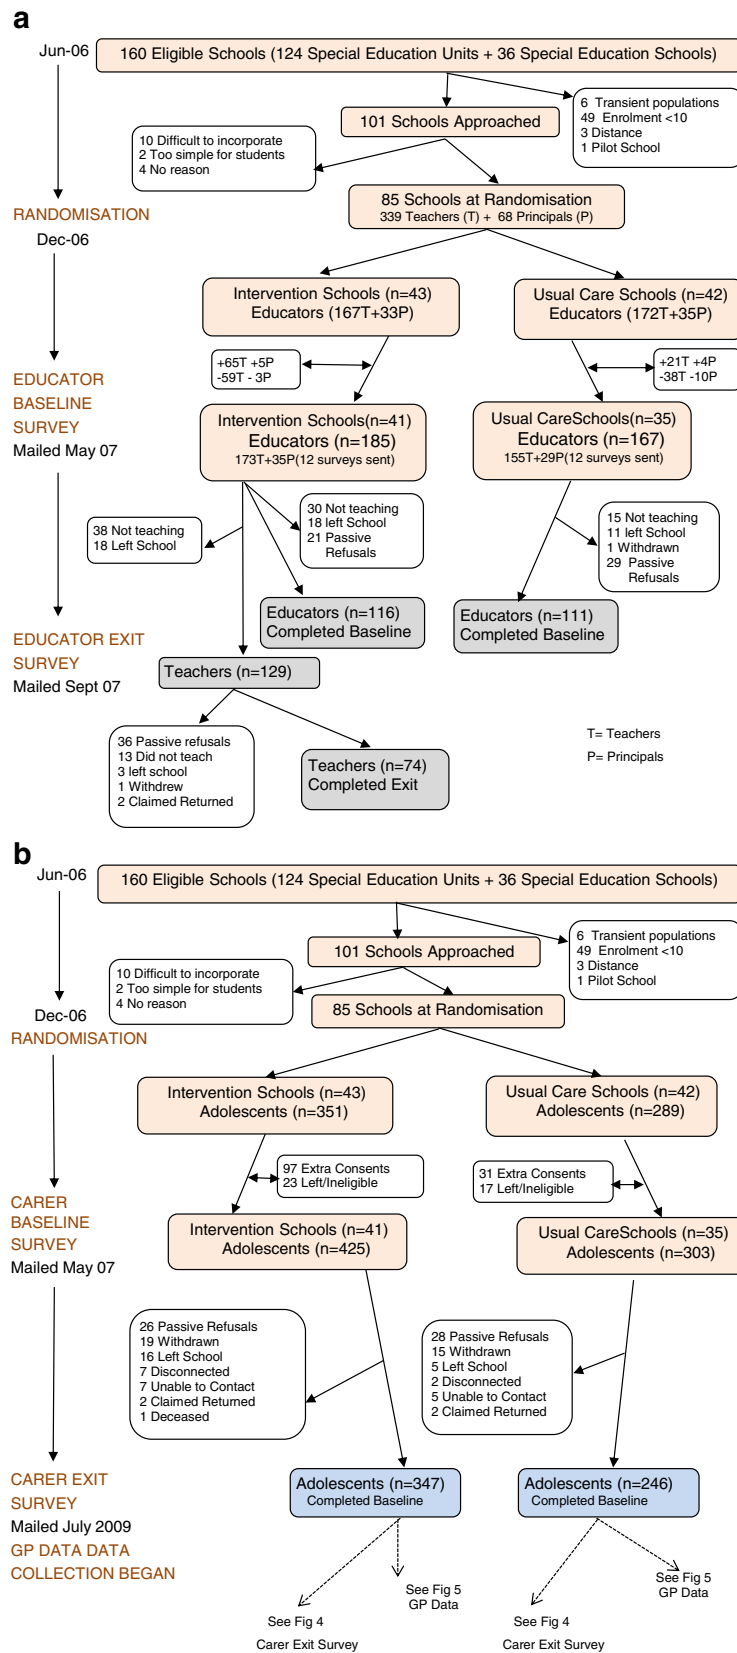 a
Jun-06
160 Eligible Schools (124 Special Education Units + 36 Special Education Schools)
101 Schools Approached
6 Transient populations
49 Enrolment <10
3 Distance
1 Pilot School
10 Difficult to incorporate
2 Too simple for students
4 No reason
RANDOMISATION
Dec-06
85 Schools at Randomisation
339 Teachers (T) + 68 Principals (P)
Intervention Schools (n=43)
Educators (167T+33P)
Usual Care Schools (n=42)
Educators (172T+35P)
+65T +5P
-59T - 3P
+21T +4P
-38T -10P
EDUCATOR
BASELINE
SURVEY
Mailed May 07
Intervention Schools(n=41)
Educators (n=185)
173T+35P(12 surveys sent)
Usual CareSchools(n=35)
Educators (n=167)
155T+29P(12 surveys sent)
38 Not teaching
18 Left School
30 Not teaching
18 left School
21 Passive
Refusals
15 Not teaching
11 left School
1 Withdrawn
29 Passive
Refusals
Educators (n=116)
Completed Baseline
Educators (n=111)
Completed Baseline
EDUCATOR EXIT
SURVEY
Mailed Sept 07
Teachers (n=129)
36 Passive refusals
13 Did not teach
3 left school
1 Withdrew
2 Claimed Returned
Teachers (n=74)
Completed Exit
T= Teachers
P= Principals
b
Jun-06
160 Eligible Schools (124 Special Education Units + 36 Special Education Schools)
101 Schools Approached
6 Transient populations
49 Enrolment <10
3 Distance
1 Pilot School
10 Difficult to incorporate
2 Too simple for students
4 No reason
Dec-06
RANDOMISATION
85 Schools at Randomisation
Intervention Schools (n=43)
Adolescents (n=351)
Usual Care Schools (n=42)
Adolescents (n=289)
97 Extra Consents
23 Left/Ineligible
31 Extra Consents
17 Left/Ineligible
CARER
BASELINE
SURVEY
Mailed May 07
Intervention Schools (n=41)
Adolescents (n=425)
Usual CareSchools (n=35)
Adolescents (n=303)
26 Passive Refusals
19 Withdrawn
16 Left School
7 Disconnected
7 Unable to Contact
2 Claimed Returned
1 Deceased
28 Passive Refusals
15 Withdrawn
5 Left School
2 Disconnected
5 Unable to Contact
2 Claimed Returned
CARER EXIT
SURVEY
Mailed July 2009
GP DATA DATA
COLLECTION BEGAN
Adolescents (n=347)
Completed Baseline
Adolescents (n=246)
Completed Baseline
See Fig 5
GP Data
See Fig 4
Carer Exit Survey
See Fig 5
GP Data
See Fig 4
Carer Exit Survey